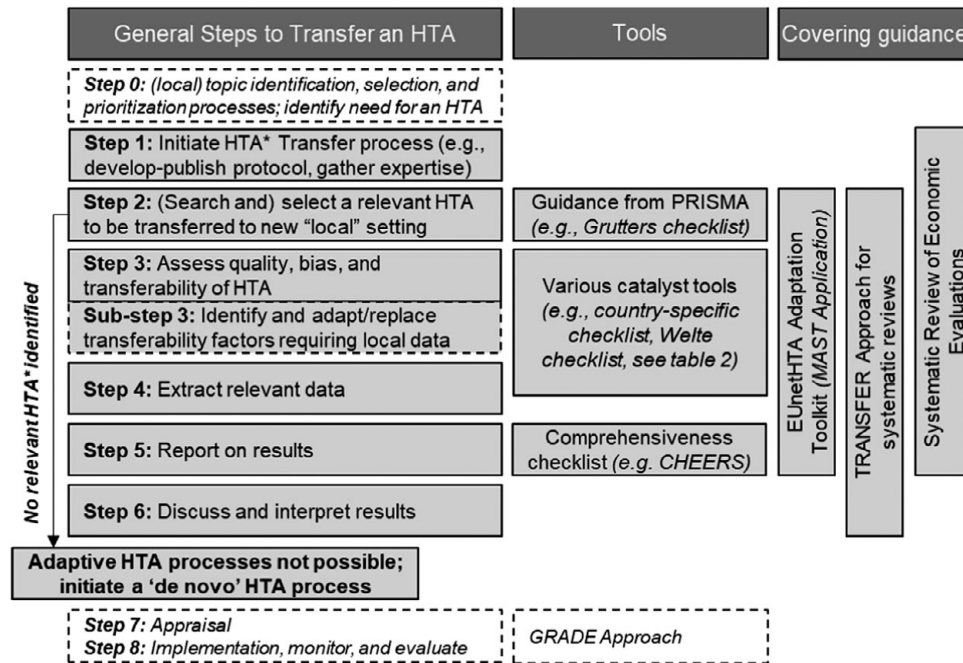 General Steps to Transfer an HTA
Tools
Covering guidance
Step 0: (local) topic identification, selection, and
prioritization processes; identify need for an HTA
Step 1: Initiate HTA* Transfer process (e.g.,
develop-publish protocol, gather expertise)
Step 2: (Search and) select a relevant HTA
to be transferred to new “local” setting
Guidance from PRISMA
(e.g., Grutters checklist)
Step 3: Assess quality, bias, and
transferability of HTA
Sub-step 3: Identify and adapt/replace
transferability factors requiring local data
Various catalyst tools
(e.g., country-specific
checklist, Welte
checklist, see table 2)
Step 4: Extract relevant data
Step 5: Report on results
Comprehensiveness
checklist (e.g. CHEERS)
Step 6: Discuss and interpret results
EUnetHTA Adaptation
Toolkit (MAST Application)
TRANSFER Approach for
systematic reviews
Systematic Review of Economic
Evaluations
No relevant HTA* identified
Adaptive HTA processes not possible;
initiate a ‘de novo’ HTA process
Step 7: Appraisal
Step 8: Implementation, monitor, and evaluate
GRADE Approach